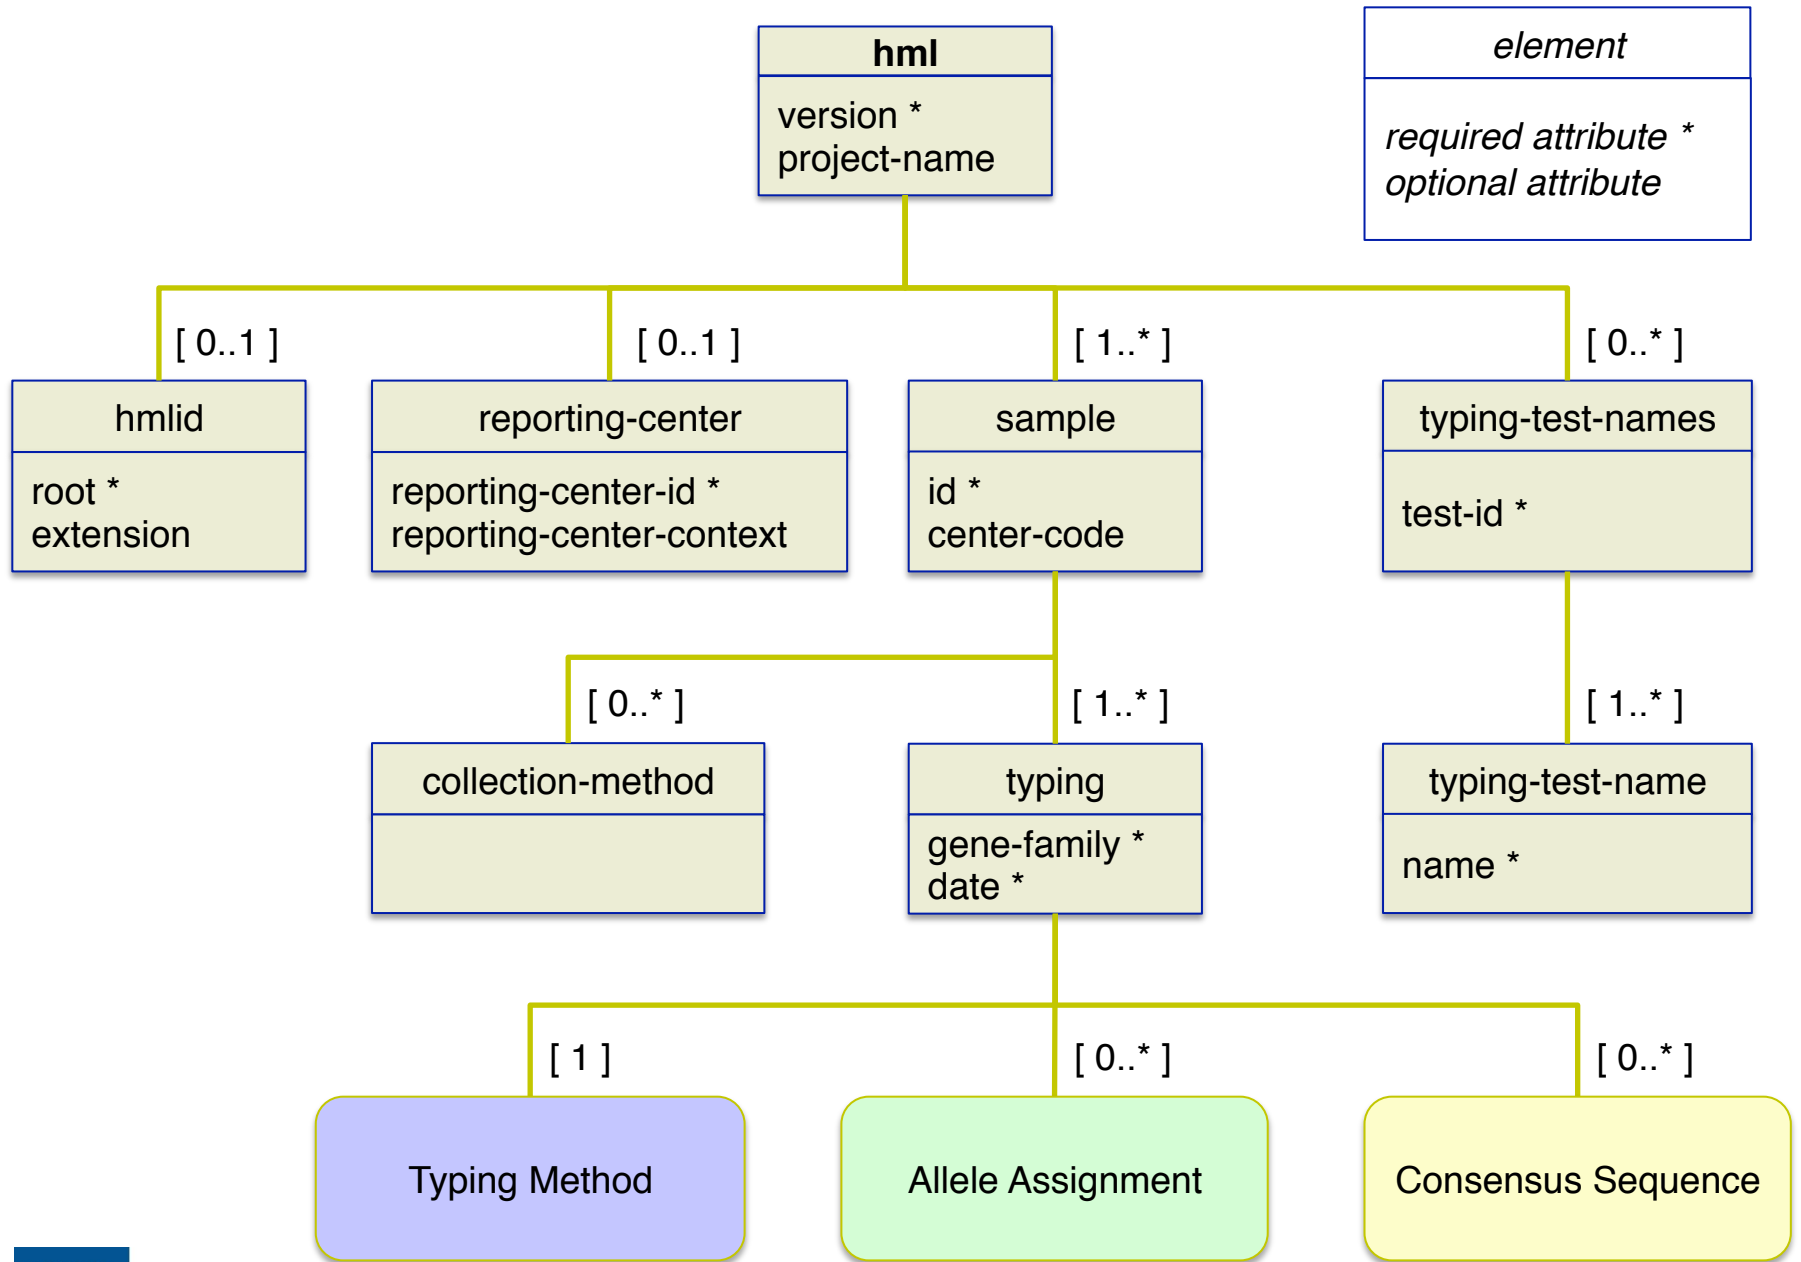 hml
version *
project-name
element
required attribute *
optional attribute
[ 0..1 ]
[ 0..1 ]
[ 1..* ]
[ 0..* ]
hmlid
root *
extension
reporting-center
reporting-center-id *
reporting-center-context
sample
id *
center-code
typing-test-names
test-id *
[ 0..* ]
[ 1..* ]
[ 1..* ]
collection-method
typing
gene-family *
date *
typing-test-name
name *
[ 1 ]
[ 0..* ]
[ 0..* ]
Typing Method
Allele Assignment
Consensus Sequence